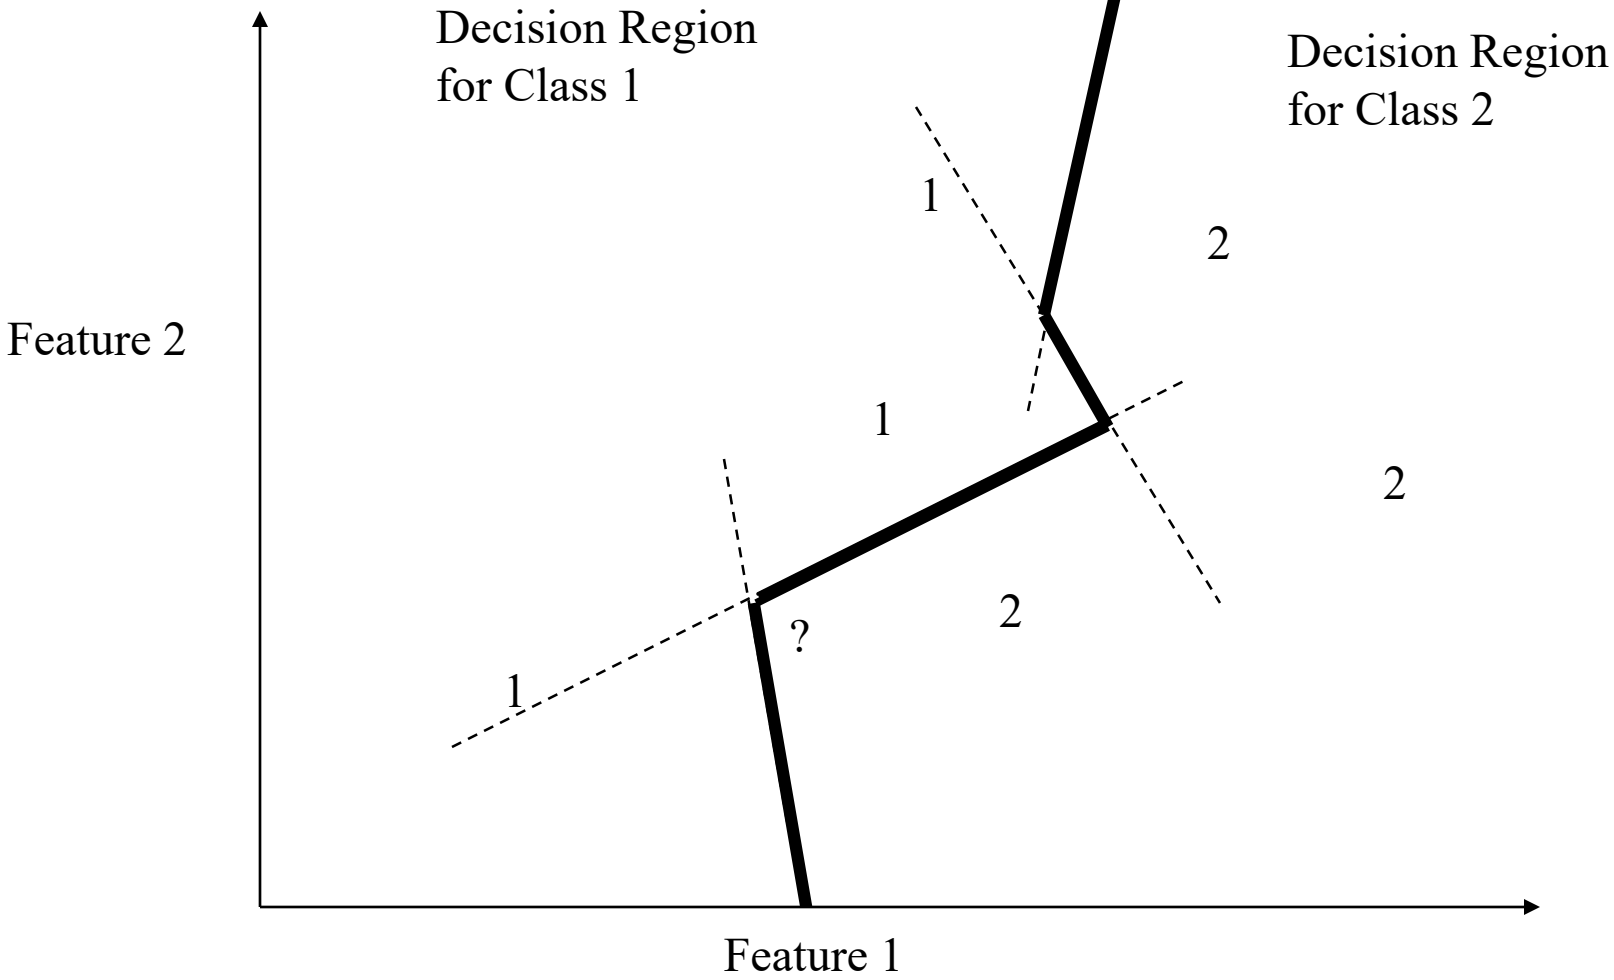 Decision Region
for Class 1
Decision Region
for Class 2
1
2
Feature 2
1
2
2
?
1
Feature 1